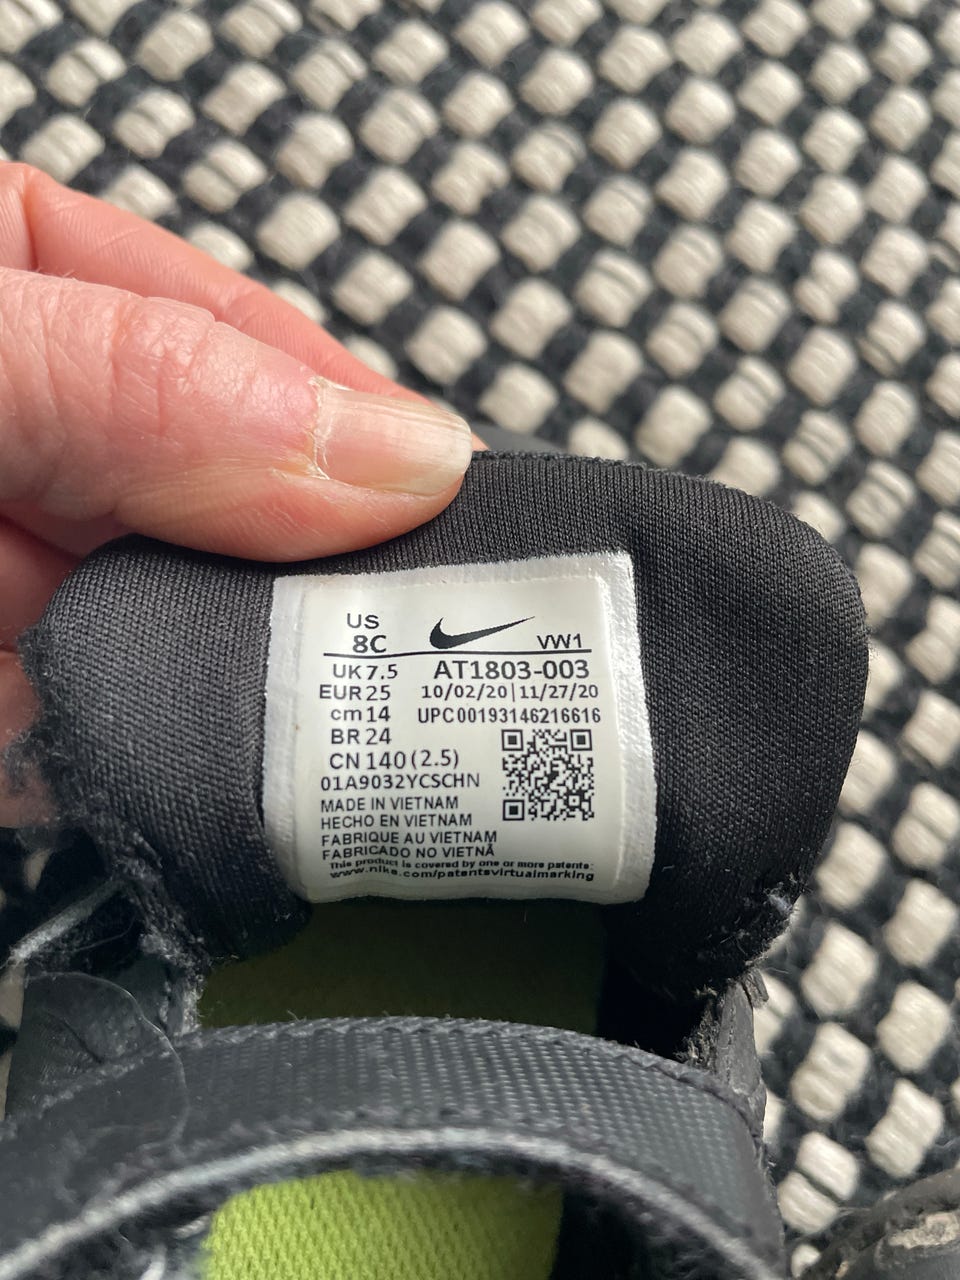 US
8C
VW1
UK 7.5
AT1803-003
EUR 25
10/02/20|11/27/20
cm 14
UPC00193146216616
BR 24
CN 140 (2.5)
01A9032YCSCHN
MADE IN VIETNAM
HECHO EN VIETNAM
FABRIQUE AU VIETNAM
FABRICADO NO VIETNÃ
This product is covered by one or more patents:
www.nike.com/patentsvirtualmarking